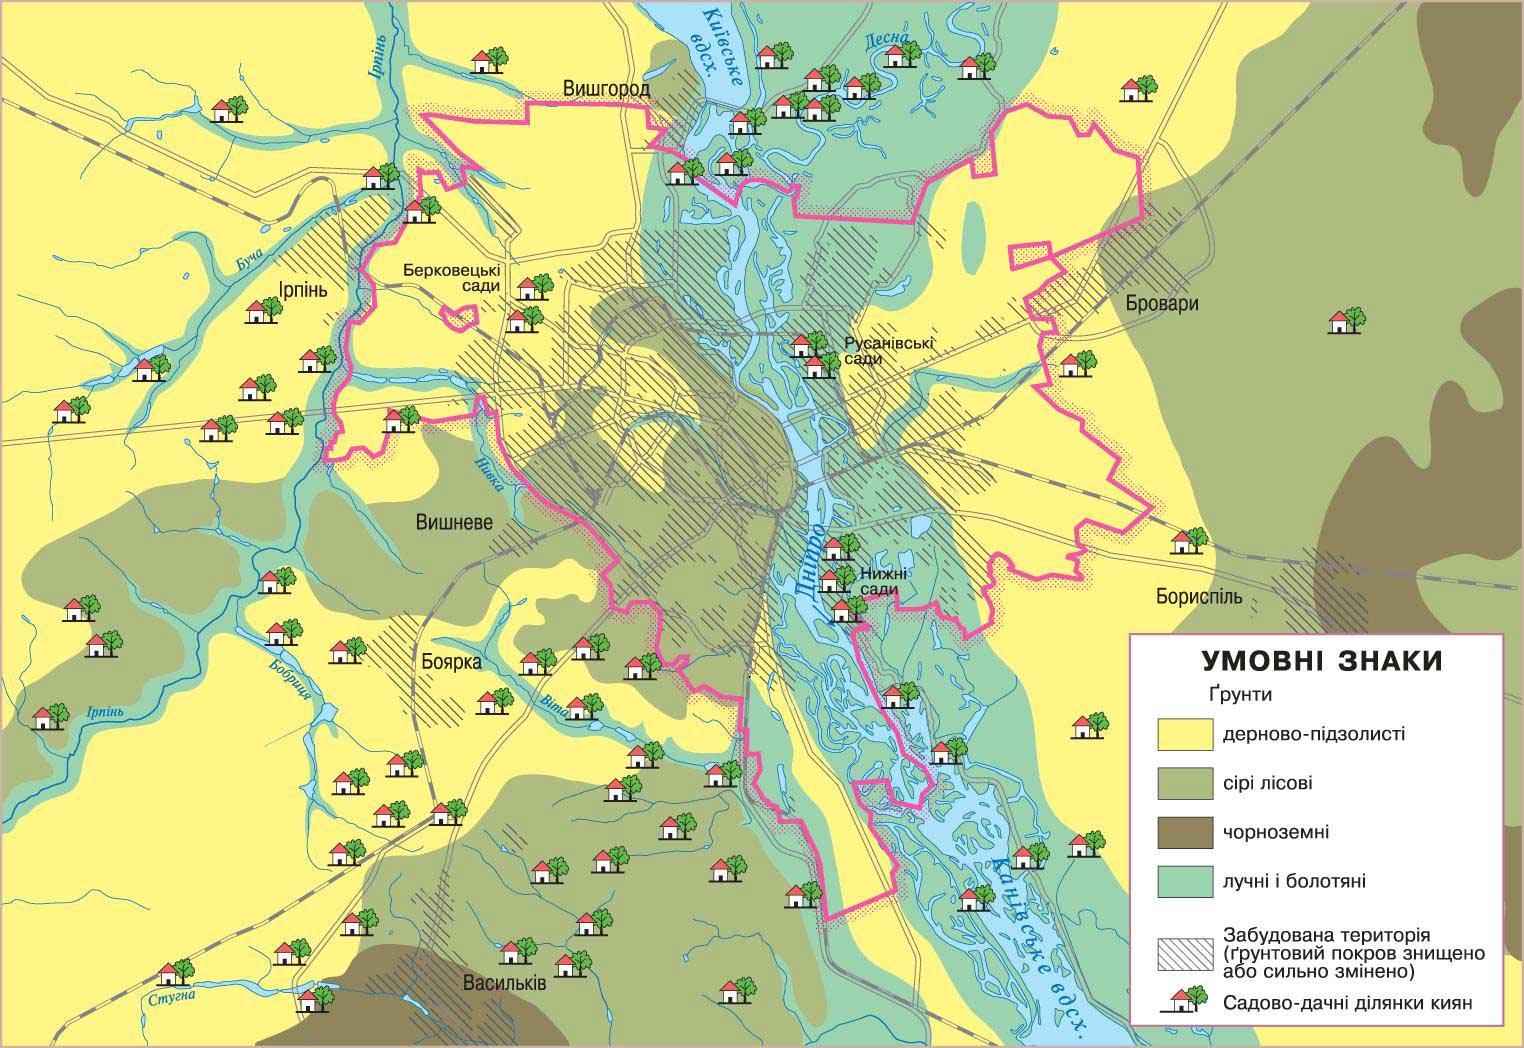 Київське
вдсх.
Десна
Ірпінь
Вишгород
Буча
Ірпінь
Берковецькі
сади
Бровари
Русанівські
сади
Нивка
Вишневе
Дніпро
Нижні
сади
Бориспіль
Боярка
Бобриця
Віта
Ірпінь
Канівське вдсх.
Васильків
Стугна
УМОВНІ ЗНАКИ
Ґрунти
дерново-підзолисті
сірі лісові
чорноземні
лучні і болотяні
Забудована територія
(ґрунтовий покров знищено
або сильно змінено)
Садово-дачні ділянки киян